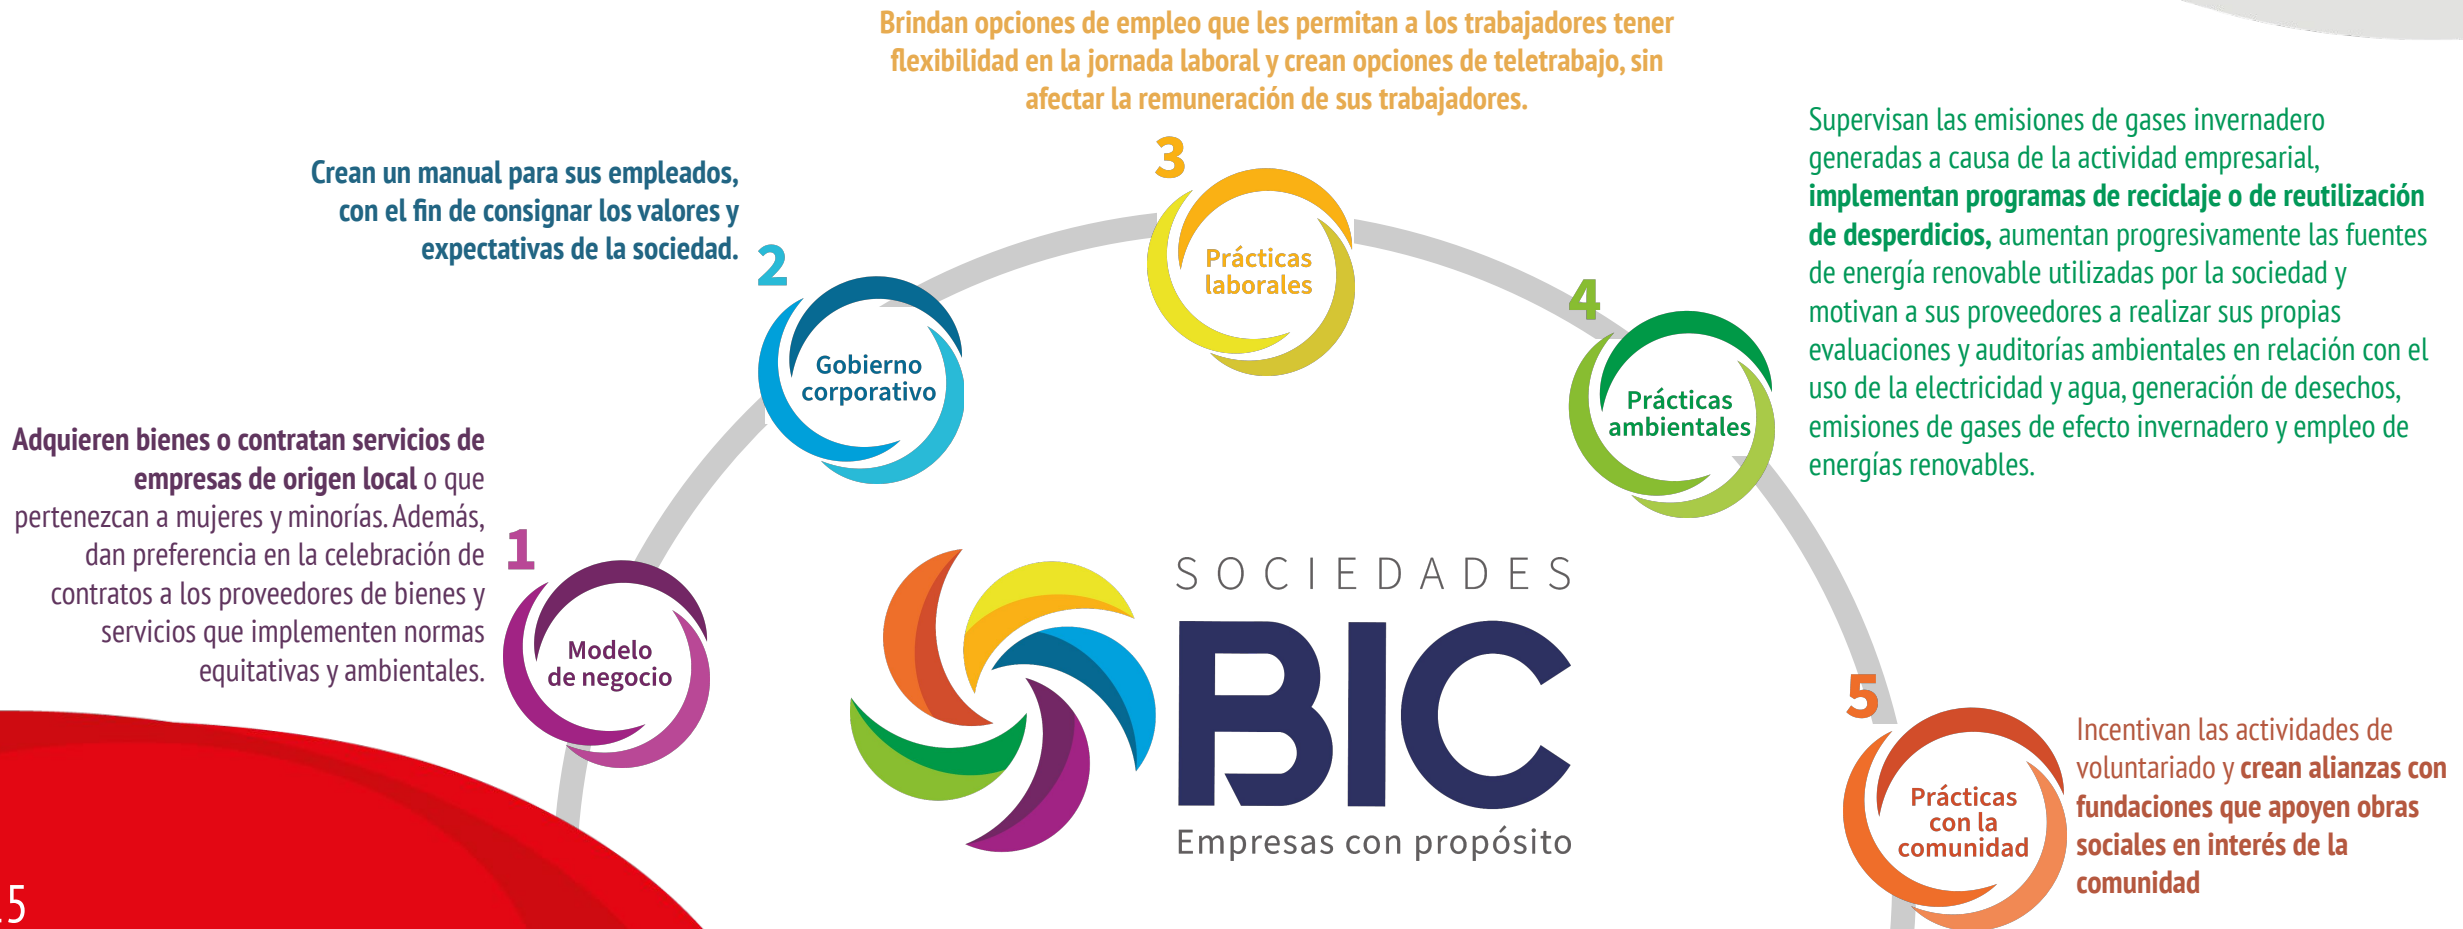 Brindan opciones de empleo que les permitan a los trabajadores tener
flexibilidad en la jornada laboral y crean opciones de teletrabajo, sin
afectar la remuneración de sus trabajadores.
3
Prácticas
laborales
Crean un manual para sus empleados,
con el fin de consignar los valores y
expectativas de la sociedad.
2
Gobierno
corporativo
Adquieren bienes o contratan servicios de
empresas de origen local o que
pertenezcan a mujeres y minorías. Además,
dan preferencia en la celebración de
contratos a los proveedores de bienes y
servicios que implementen normas
equitativas y ambientales.
1
Modelo
de negocio
Supervisan las emisiones de gases invernadero
generadas a causa de la actividad empresarial,
implementan programas de reciclaje o de reutilización
de desperdicios, aumentan progresivamente las fuentes
de energía renovable utilizadas por la sociedad y
motivan a sus proveedores a realizar sus propias
evaluaciones y auditorías ambientales en relación con el
uso de la electricidad y agua, generación de desechos,
emisiones de gases de efecto invernadero y empleo de
energías renovables.
4
Prácticas
ambientales
SOCIEDADES
BIC
Empresas con propósito
5
Prácticas
con la
comunidad
Incentivan las actividades de
voluntariado y crean alianzas con
fundaciones que apoyen obras
sociales en interés de la
comunidad
5